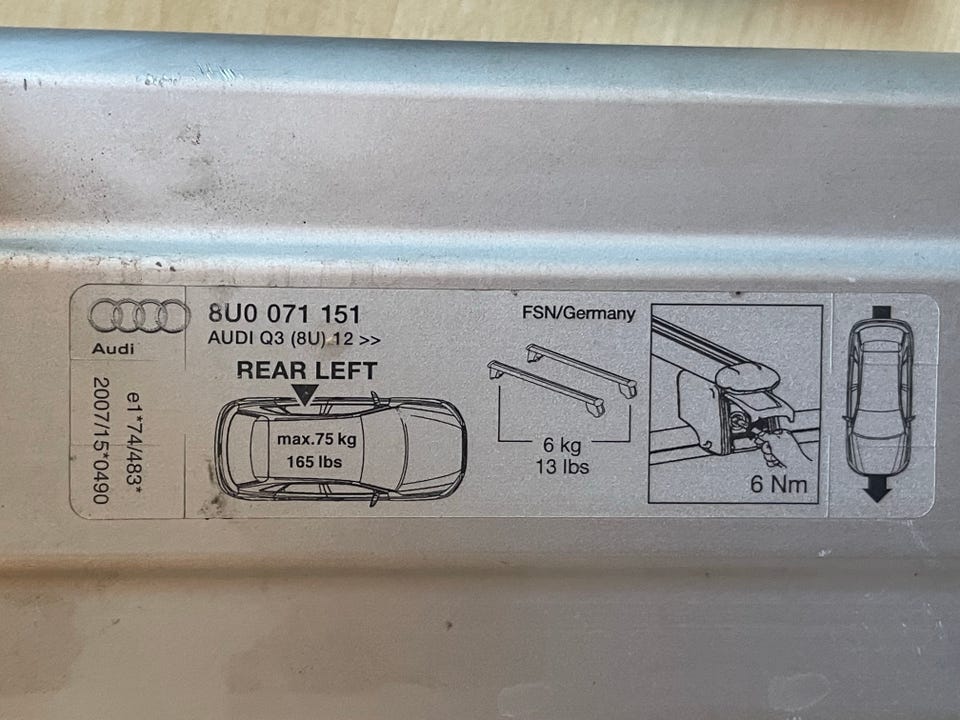 Audi
e1*74/483*
2007/15*0490
8U0 071 151
AUDI Q3 (8U) 12 >>
REAR LEFT
max.75 kg
165 lbs
FSN/Germany
6 kg
13 lbs
6 Nm